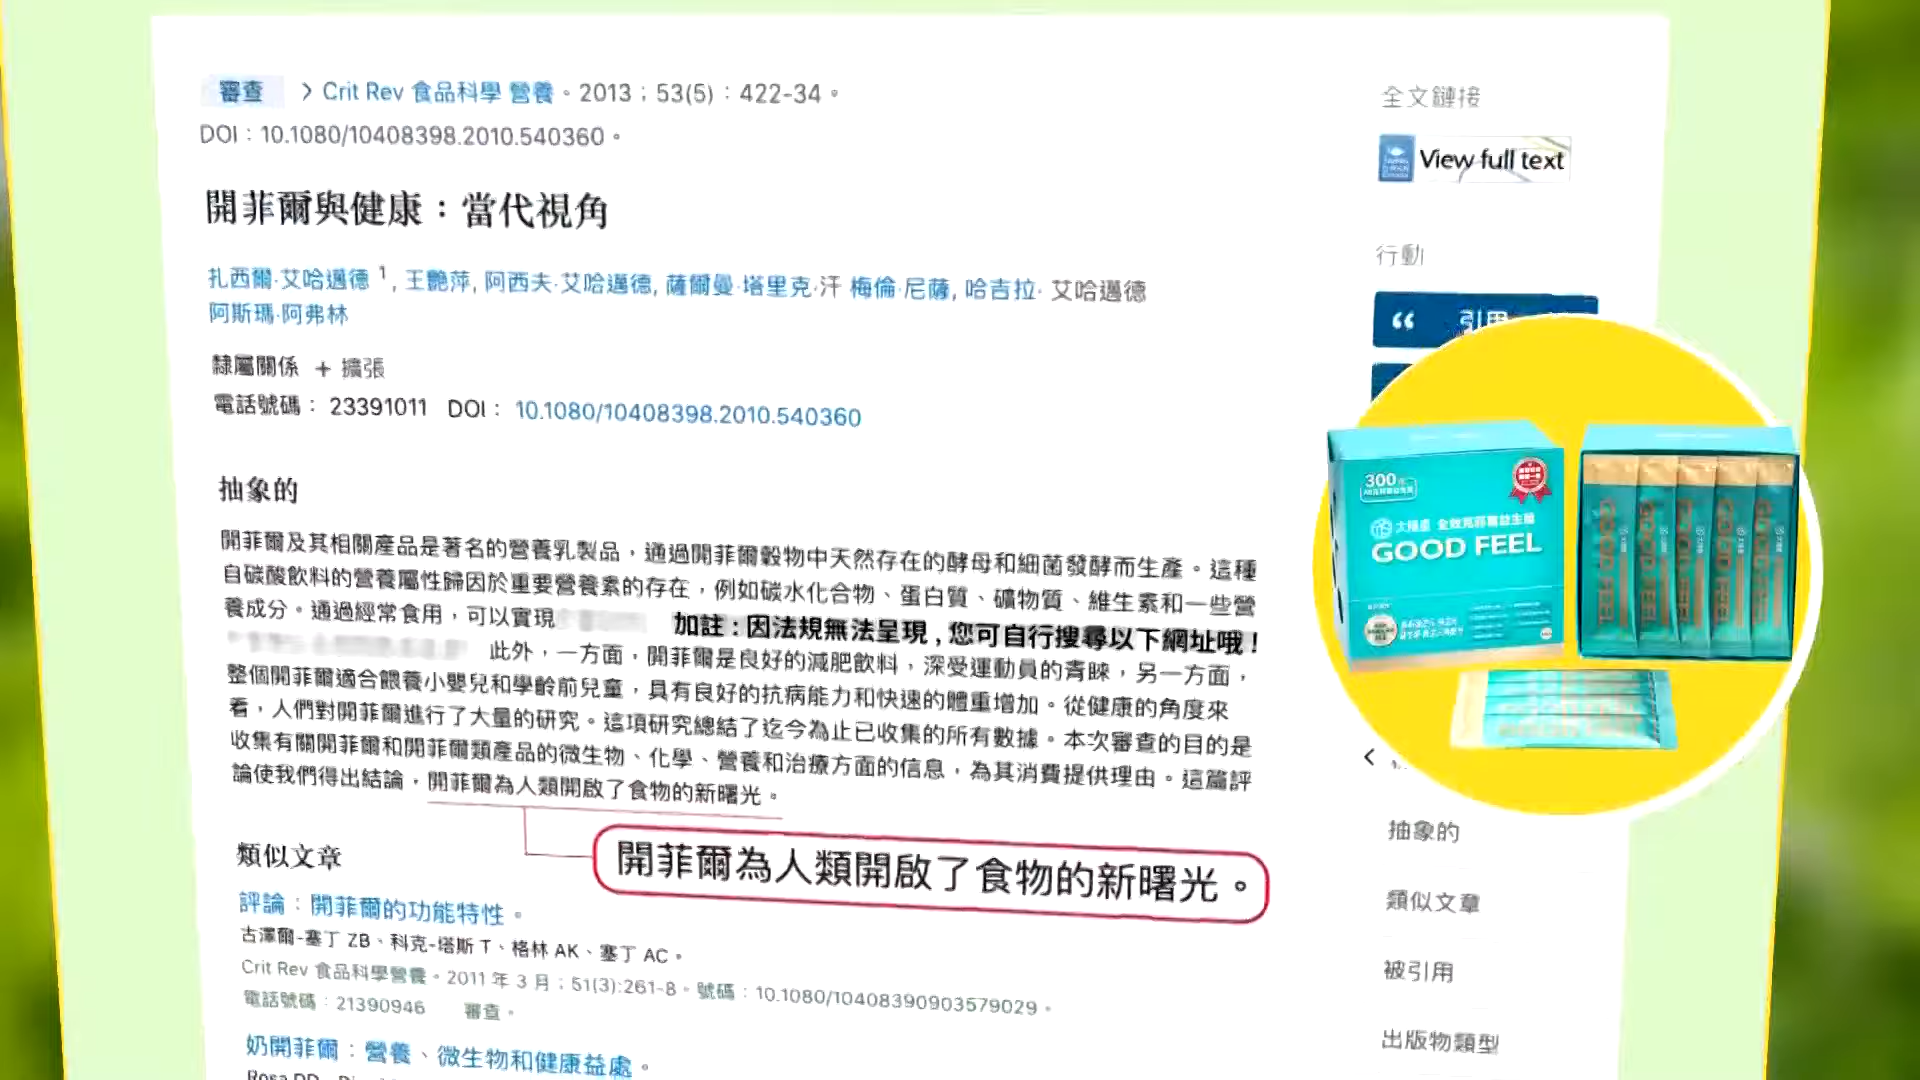 審查 > Crit Rev 食品科學 營養。2013；53(5)：422-34。
DOI：10.1080/10408398.2010.540360。
開菲爾與健康：當代視角
扎西爾·艾哈邁德 1, 王艷萍, 阿西夫·艾哈邁德, 薩爾曼·塔里克·汗 梅倫·尼薩, 哈吉拉· 艾哈邁德
阿斯瑪·阿弗林
隸屬關係 + 擴張
電話號碼： 23391011 DOI： 10.1080/10408398.2010.540360
抽象的
開菲爾及其相關產品是著名的營養乳製品，通過開菲爾穀物中天然存在的酵母和細菌發酵而生產。這種
自碳酸飲料的營養屬性歸因於重要營養素的存在，例如碳水化合物、蛋白質、礦物質、維生素和一些營
養成分。通過經常食用，可以實現
加註 : 因法規無法呈現 , 您可自行搜尋以下網址哦 !
此外，一方面，開菲爾是良好的減肥飲料，深受運動員的青睞，另一方面，
整個開菲爾適合餵養小嬰兒和學齡前兒童，具有良好的抗病能力和快速的體重增加。從健康的角度來
看，人們對開菲爾進行了大量的研究。這項研究總結了迄今為止已收集的所有數據。本次審查的目的是
收集有關開菲爾和開菲爾類產品的微生物、化學、營養和治療方面的信息，為其消費提供理由。這篇評
論使我們得出結論，開菲爾為人類開啟了食物的新曙光。
開菲爾為人類開啟了食物的新曙光。
類似文章
評論：開菲爾的功能特性。
古澤爾-塞丁 ZB、科克-塔斯 T、格林 AK、塞丁 AC。
Crit Rev 食品科學營養。2011 年 3 月；51(3):261-8。號碼：10.1080/10408390903579029。
電話號碼：21390946 審查。
奶開菲爾：營養、微生物和健康益處。
全文鏈接
View full text
行動
“ 引用
300
GOOD FEEL
GOOD FEEL
GOOD FEEL
GOOD FEEL
GOOD FEEL
GOOD FEEL
抽象的
類似文章
被引用
出版物類型